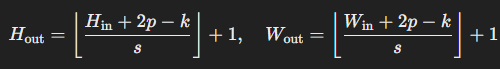 H_out = ⌊(H_in + 2p − k)/s⌋ + 1,  W_out = ⌊(W_in + 2p − k)/s⌋ + 1